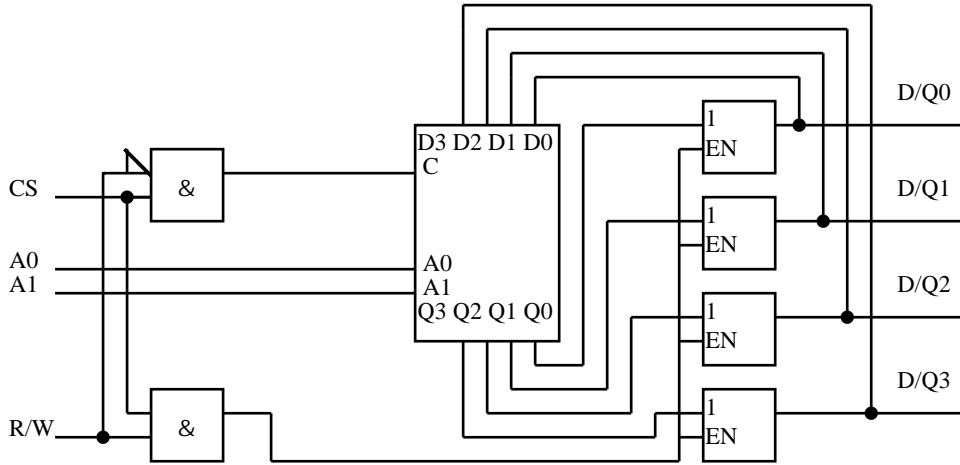 D/Q0
1
EN
D3 D2 D1 D0
C
&
CS
D/Q1
1
EN
A0
A0
A1
A1
Q3 Q2 Q1 Q0
D/Q2
1
EN
D/Q3
1
EN
R/W
&